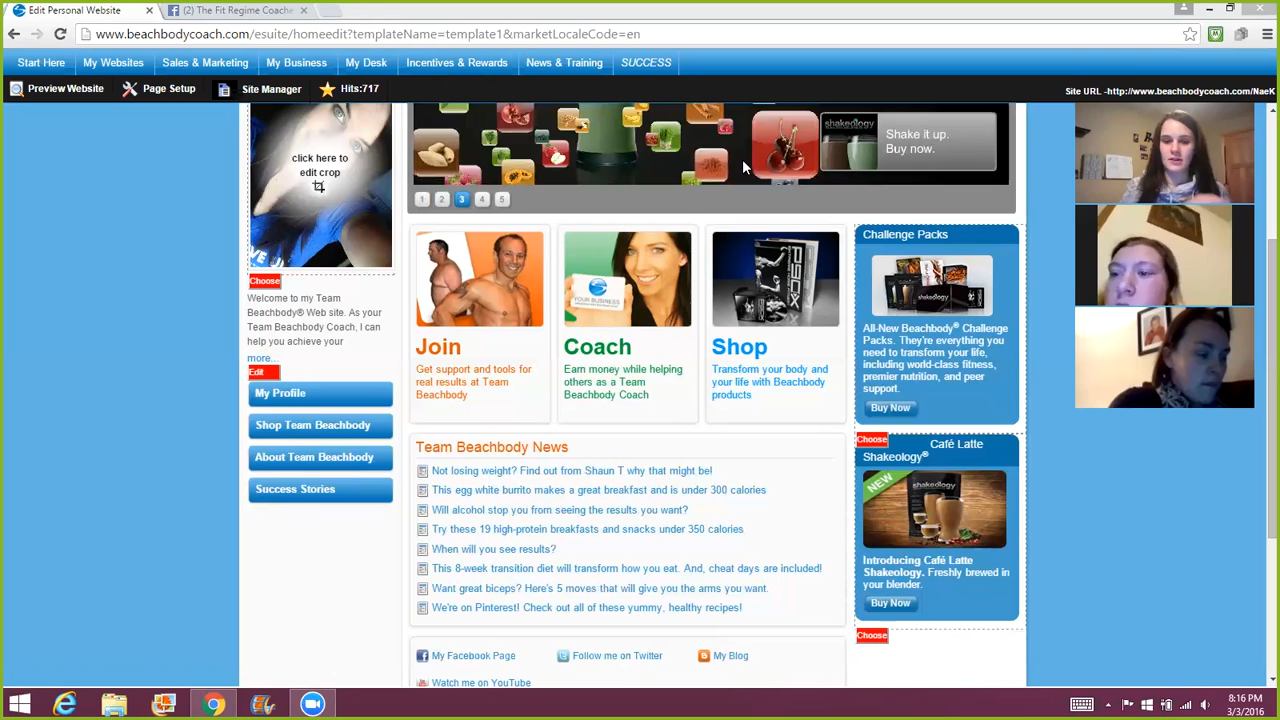 Edit Personal Website
(2) The Fit Regime Coache
www.beachbodycoach.com/esuite/homeedit?templateName=template1&marketLocaleCode=en
Start Here
My Websites
Sales & Marketing
My Business
My Desk
Incentives & Rewards
News & Training
SUCCESS
Preview Website
Page Setup
Site Manager
Hits:717
Site URL -http://www.beachbodycoach.com/NaeK
click here to
edit crop
Choose
Welcome to my Team
Beachbody® Web site. As your
Team Beachbody Coach, I can
help you achieve your
more...
Edit
My Profile
Shop Team Beachbody
About Team Beachbody
Success Stories
shakeology
Shake it up.
Buy now.
1 2 3 4 5
YOUR BUSINESS
P90X
Join
Get support and tools for
real results at Team
Beachbody
Coach
Earn money while helping
others as a Team
Beachbody Coach
Shop
Transform your body and
your life with Beachbody
products
Team Beachbody News
Not losing weight? Find out from Shaun T why that might be!
This egg white burrito makes a great breakfast and is under 300 calories
Will alcohol stop you from seeing the results you want?
Try these 19 high-protein breakfasts and snacks under 350 calories
When will you see results?
This 8-week transition diet will transform how you eat. And, cheat days are included!
Want great biceps? Here's 5 moves that will give you the arms you want.
We're on Pinterest! Check out all of these yummy, healthy recipes!
My Facebook Page
Follow me on Twitter
My Blog
Watch me on YouTube
Challenge Packs
shakeology
All-New Beachbody® Challenge
Packs. They're everything you
need to transform your life,
including world-class fitness,
premier nutrition, and peer
support.
Buy Now
Choose
Café Latte
Shakeology®
NEW
shakeology
Introducing Café Latte
Shakeology. Freshly brewed in
your blender.
Buy Now
Choose
8:16 PM
3/3/2016